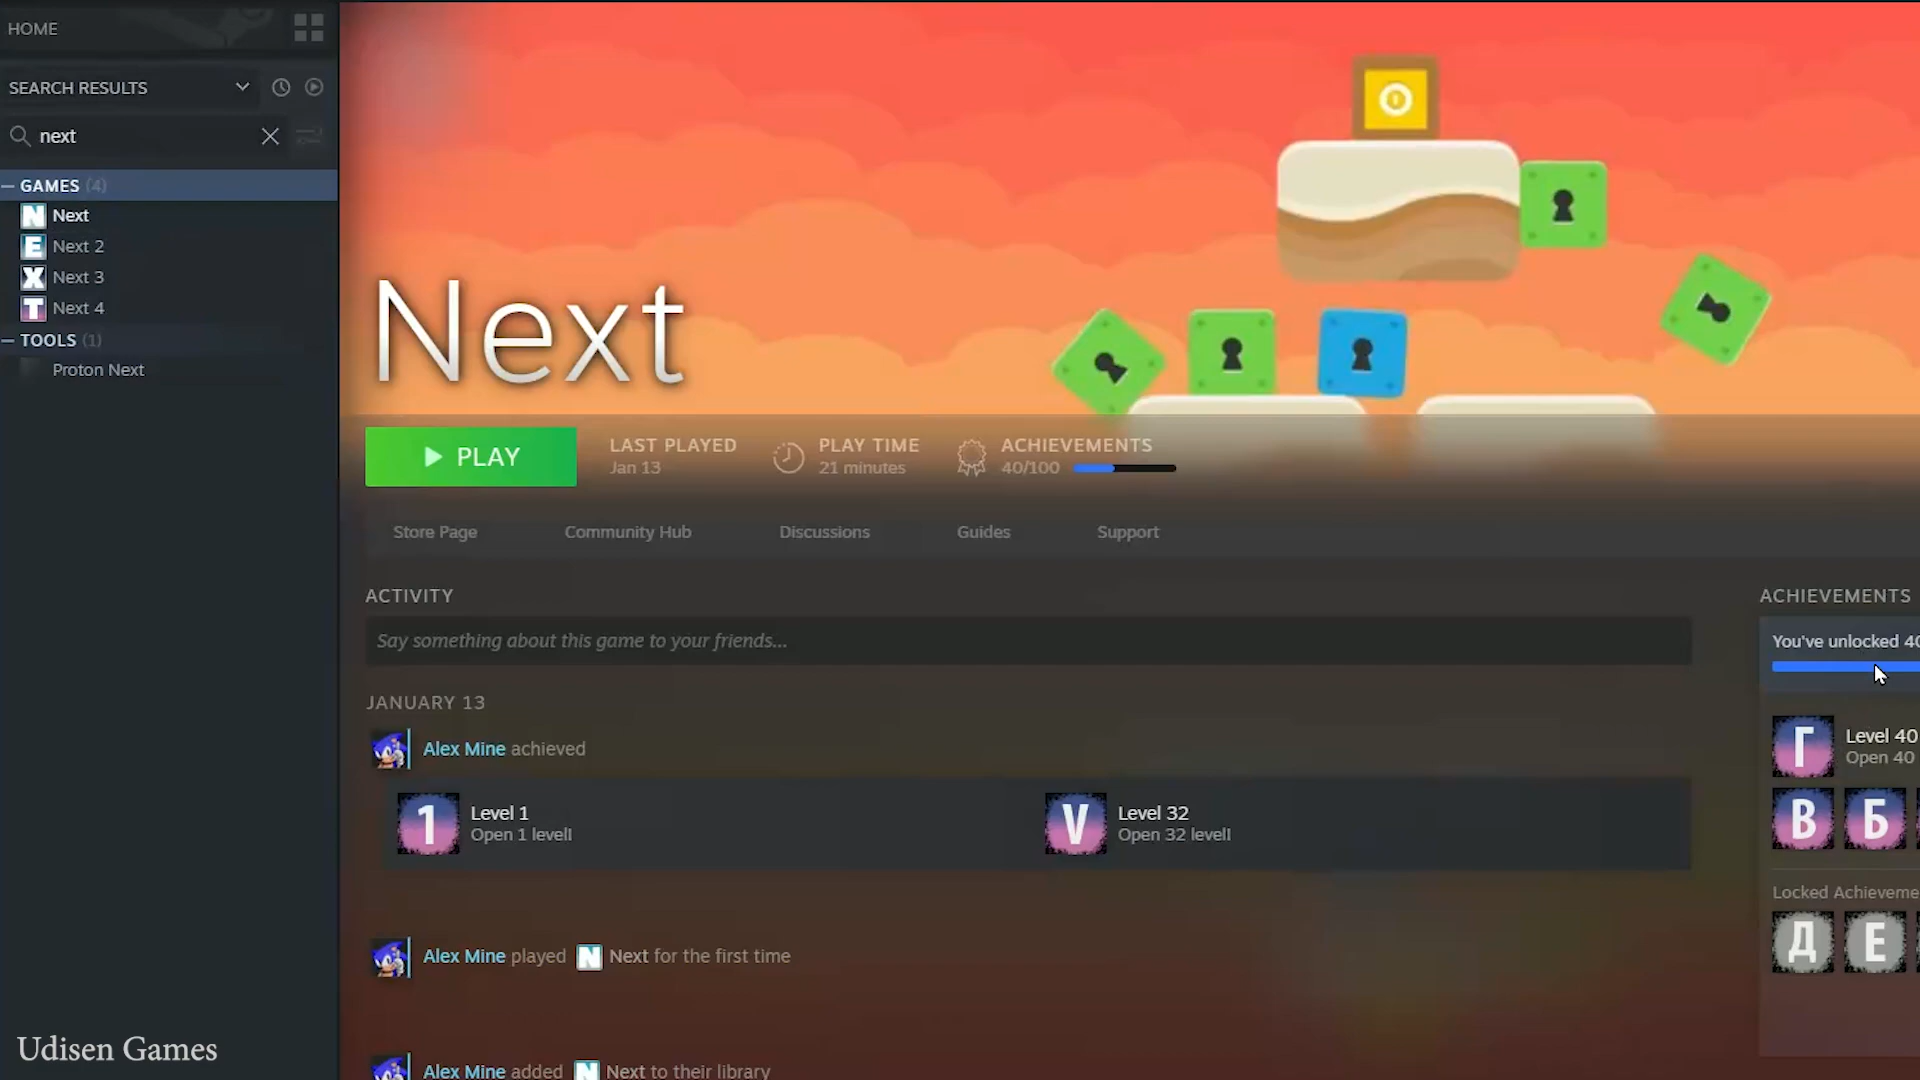 HOME
SEARCH RESULTS
next
GAMES (4)
N Next
E Next 2
X Next 3
T Next 4
TOOLS (1)
Proton Next
Next
PLAY
LAST PLAYED
Jan 13
PLAY TIME
21 minutes
ACHIEVEMENTS
40/100
Store Page
Community Hub
Discussions
Guides
Support
ACTIVITY
Say something about this game to your friends...
JANUARY 13
Alex Mine achieved
1
Level 1
Open 1 level!
V
Level 32
Open 32 level!
Alex Mine played N Next for the first time
Alex Mine added N Next to their library
ACHIEVEMENTS
You've unlocked 40
Г
Level 40
Open 40
В Б
Locked Achieveme
Д Е
Udisen Games